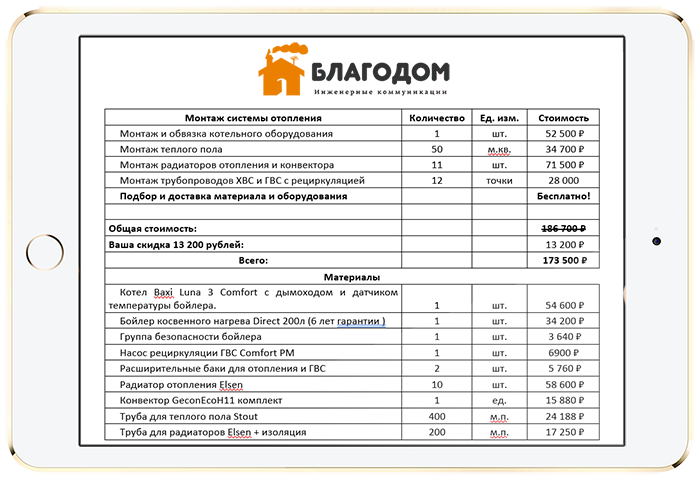 БЛАГОДОМ
Инженерные коммуникации
Монтаж системы отопления Количество Ед. изм. Стоимость
Монтаж и обвязка котельного оборудования 1 шт. 52 500 ₽
Монтаж теплого пола 50 м.кв. 34 700 ₽
Монтаж радиаторов отопления и конвектора 11 шт. 71 500 ₽
Монтаж трубопроводов ХВС и ГВС с рециркуляцией 12 точки 28 000
Подбор и доставка материала и оборудования Бесплатно!
Общая стоимость: 186 700 ₽
Ваша скидка 13 200 рублей: 13 200 ₽
Всего: 173 500 ₽
Материалы
Котел Baxi Luna 3 Comfort с дымоходом и датчиком
температуры бойлера. 1 шт. 54 600 ₽
Бойлер косвенного нагрева Direct 200л (6 лет гарантии ) 1 шт. 34 200 ₽
Группа безопасности бойлера 1 шт. 3 640 ₽
Насос рециркуляции ГВС Comfort PM 1 шт. 6900 ₽
Расширительные баки для отопления и ГВС 2 шт. 5 760 ₽
Радиатор отопления Elsen 10 шт. 58 600 ₽
Конвектор GeconEcoH11 комплект 1 ед. 15 880 ₽
Труба для теплого пола Stout 400 м.п. 24 188 ₽
Труба для радиаторов Elsen + изоляция 200 м.п. 17 250 ₽